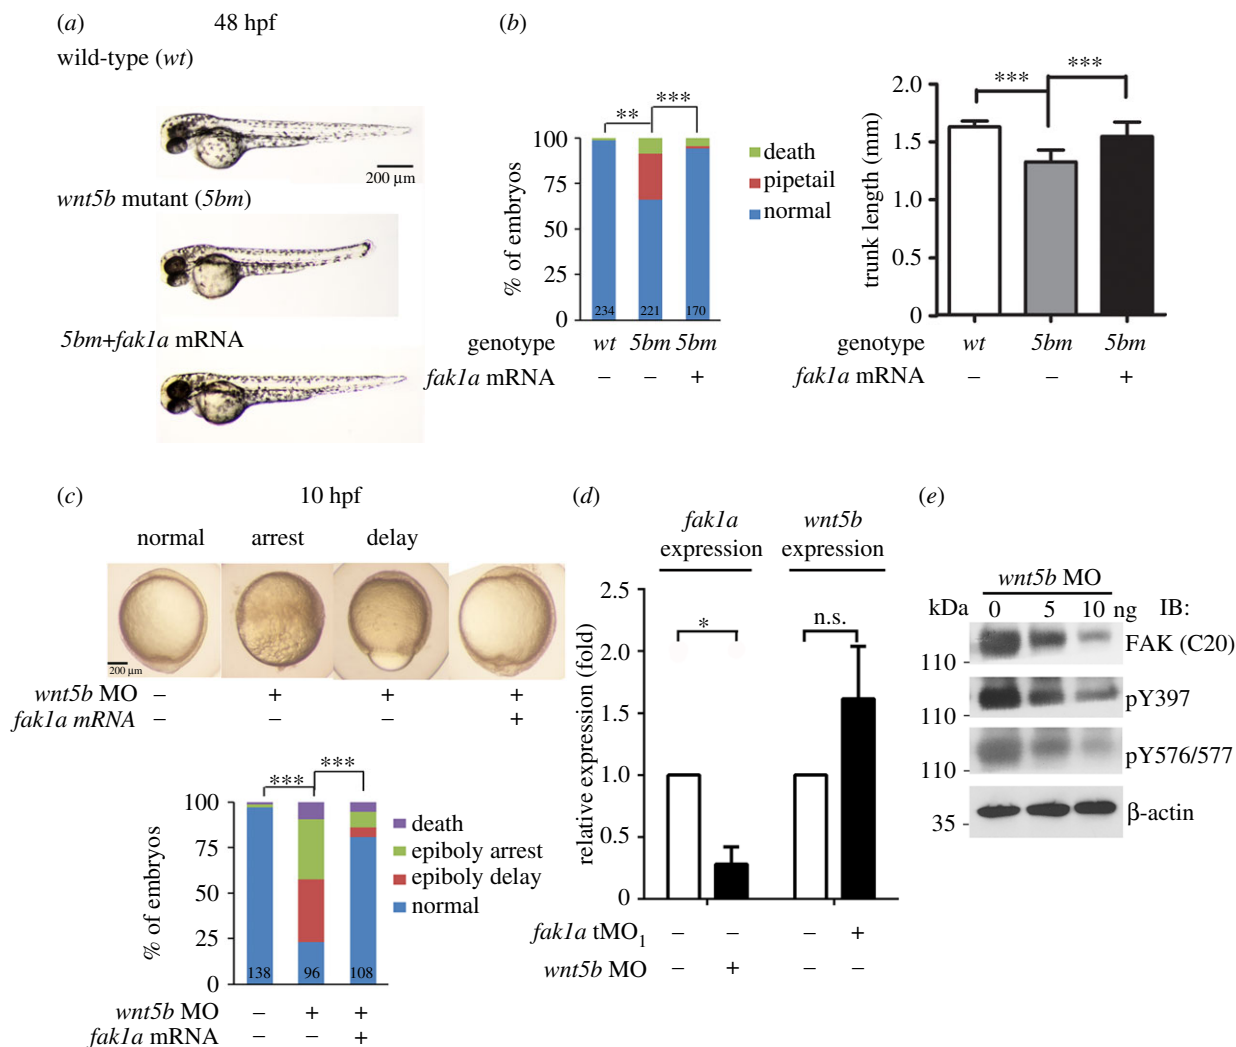 (a) 48 hpf
wild-type (wt)
200 μm
wnt5b mutant (5bm)
5bm+fak1a mRNA
(b)
** ***
100
75
50
25
0
% of embryos
death
pipetail
normal
234 221 170
genotype wt 5bm 5bm
fak1a mRNA – – +
*** ***
2.0
1.5
1.0
0.5
0
trunk length (mm)
genotype wt 5bm 5bm
fak1a mRNA – – +
(c) 10 hpf
normal arrest delay
200 μm
wnt5b MO – + + +
fak1a mRNA – – – +
*** ***
100
75
50
25
0
% of embryos
death
epiboly arrest
epiboly delay
normal
138 96 108
wnt5b MO – + +
fak1a mRNA – – +
(d)
fak1a expression
wnt5b expression
2.5
2.0
1.5
1.0
0.5
0
relative expression (fold)
* n.s.
fak1a tMO1 – – – +
wnt5b MO – + – –
(e)
wnt5b MO
kDa 0 5 10 ng IB:
FAK (C20)
110
pY397
110
pY576/577
110
β-actin
35